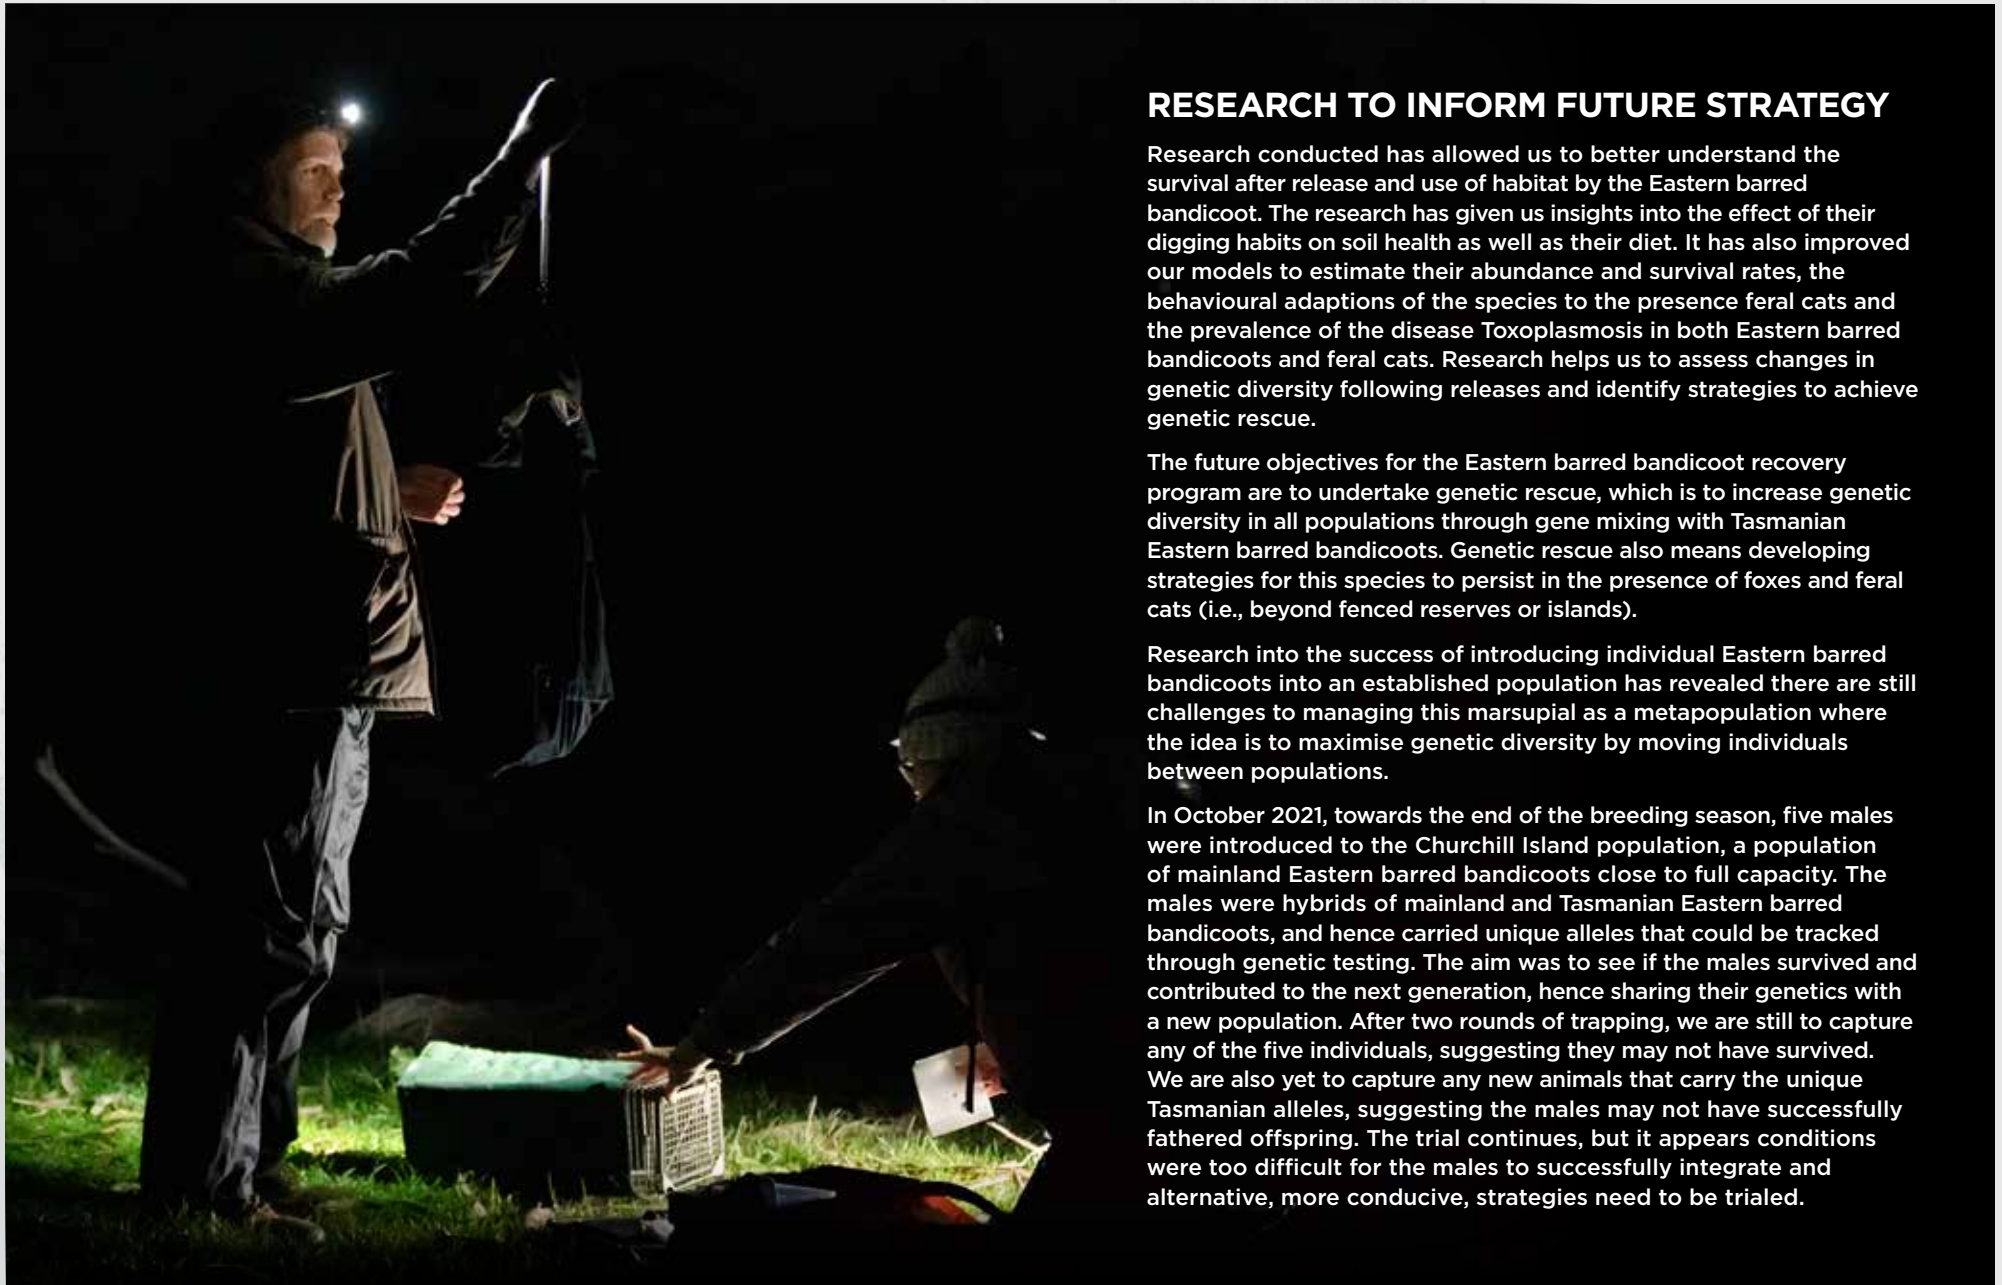 RESEARCH TO INFORM FUTURE STRATEGY
Research conducted has allowed us to better understand the
survival after release and use of habitat by the Eastern barred
bandicoot. The research has given us insights into the effect of their
digging habits on soil health as well as their diet. It has also improved
our models to estimate their abundance and survival rates, the
behavioural adaptions of the species to the presence feral cats and
the prevalence of the disease Toxoplasmosis in both Eastern barred
bandicoots and feral cats. Research helps us to assess changes in
genetic diversity following releases and identify strategies to achieve
genetic rescue.
The future objectives for the Eastern barred bandicoot recovery
program are to undertake genetic rescue, which is to increase genetic
diversity in all populations through gene mixing with Tasmanian
Eastern barred bandicoots. Genetic rescue also means developing
strategies for this species to persist in the presence of foxes and feral
cats (i.e., beyond fenced reserves or islands).
Research into the success of introducing individual Eastern barred
bandicoots into an established population has revealed there are still
challenges to managing this marsupial as a metapopulation where
the idea is to maximise genetic diversity by moving individuals
between populations.
In October 2021, towards the end of the breeding season, five males
were introduced to the Churchill Island population, a population
of mainland Eastern barred bandicoots close to full capacity. The
males were hybrids of mainland and Tasmanian Eastern barred
bandicoots, and hence carried unique alleles that could be tracked
through genetic testing. The aim was to see if the males survived and
contributed to the next generation, hence sharing their genetics with
a new population. After two rounds of trapping, we are still to capture
any of the five individuals, suggesting they may not have survived.
We are also yet to capture any new animals that carry the unique
Tasmanian alleles, suggesting the males may not have successfully
fathered offspring. The trial continues, but it appears conditions
were too difficult for the males to successfully integrate and
alternative, more conducive, strategies need to be trialed.